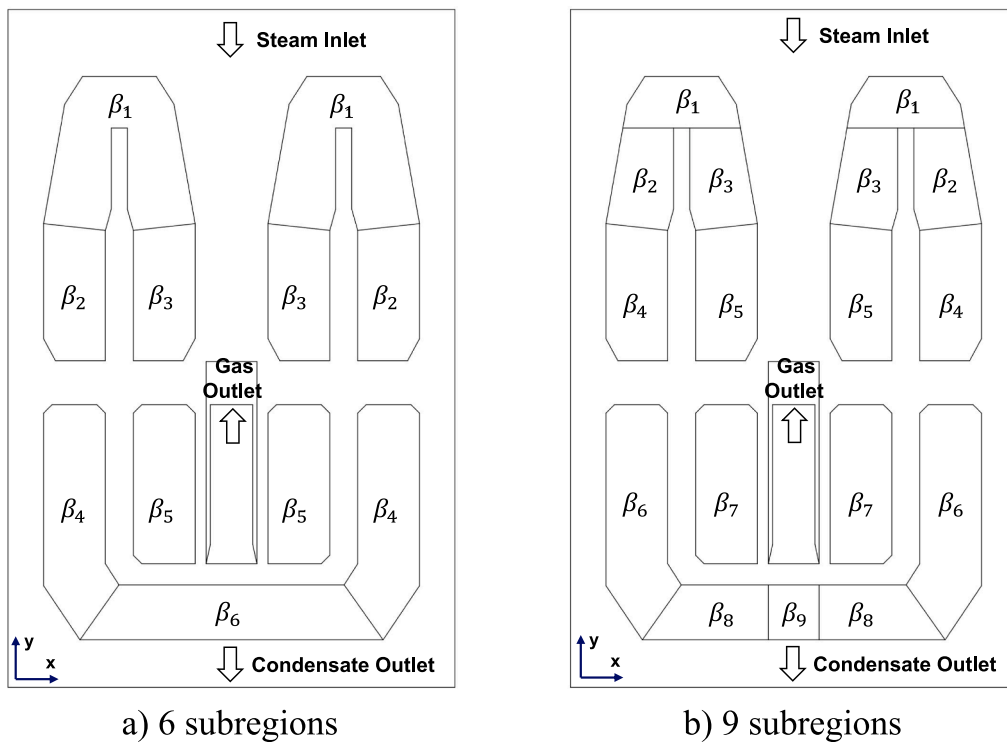 Steam Inlet
β₁ β₁
β₂ β₃ β₃ β₂
Gas
Outlet
β₄ β₅ β₅ β₄
β₆
y
x
Condensate Outlet
a) 6 subregions
Steam Inlet
β₁ β₁
β₂ β₃ β₃ β₂
β₄ β₅ β₅ β₄
Gas
Outlet
β₆ β₇ β₇ β₆
β₈ β₉ β₈
y
x
Condensate Outlet
b) 9 subregions